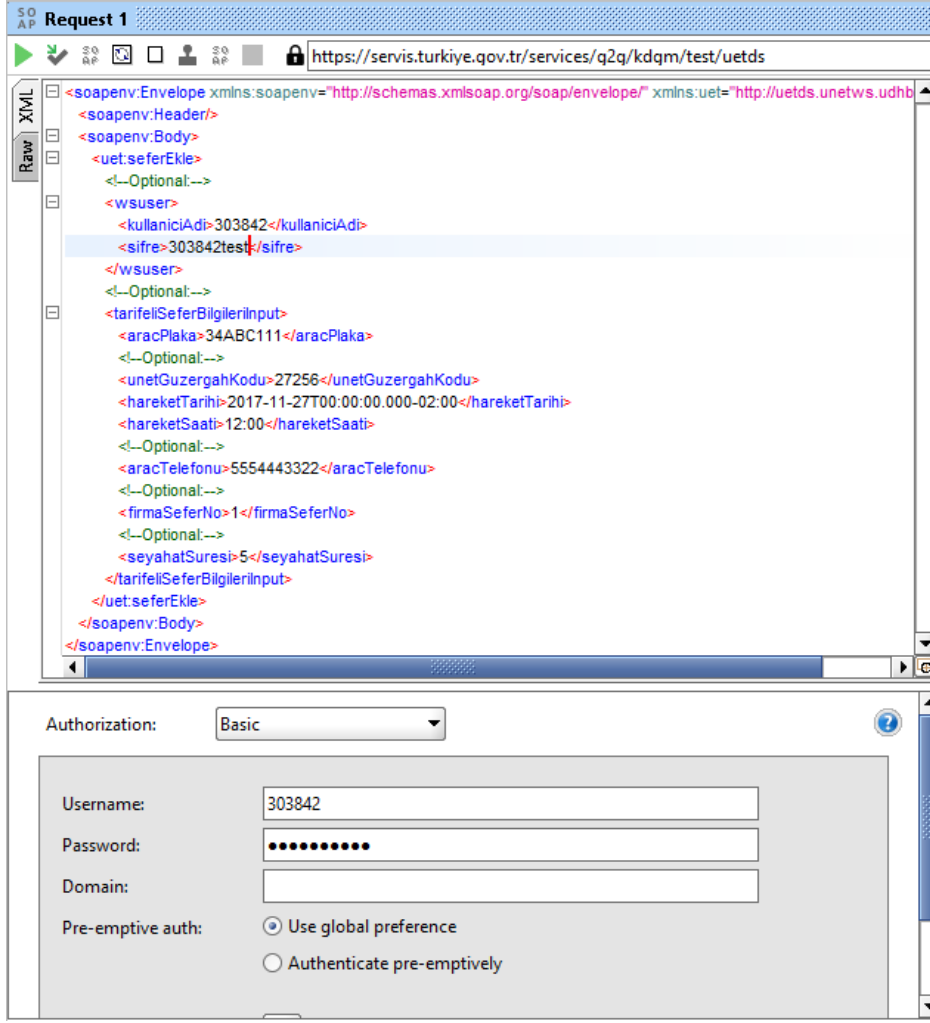 SO AP Request 1
https://servis.turkiye.gov.tr/services/g2g/kdgm/test/uetds
XML
Raw
<soapenv:Envelope xmlns:soapenv="http://schemas.xmlsoap.org/soap/envelope/" xmlns:uet="http://uetds.unetws.udhb
<soapenv:Header/>
<soapenv:Body>
<uet:seferEkle>
<!--Optional:-->
<wsuser>
<kullaniciAdi>303842</kullaniciAdi>
<sifre>303842test</sifre>
</wsuser>
<!--Optional:-->
<tarifeliSeferBilgileriInput>
<aracPlaka>34ABC111</aracPlaka>
<!--Optional:-->
<unetGuzergahKodu>27256</unetGuzergahKodu>
<hareketTarihi>2017-11-27T00:00:00.000-02:00</hareketTarihi>
<hareketSaati>12:00</hareketSaati>
<!--Optional:-->
<aracTelefonu>5554443322</aracTelefonu>
<!--Optional:-->
<firmaSeferNo>1</firmaSeferNo>
<!--Optional:-->
<seyahatSuresi>5</seyahatSuresi>
</tarifeliSeferBilgileriInput>
</uet:seferEkle>
</soapenv:Body>
</soapenv:Envelope>
Authorization: Basic
Username: 303842
Password: ●●●●●●●●●●
Domain:
Pre-emptive auth: Use global preference
Authenticate pre-emptively